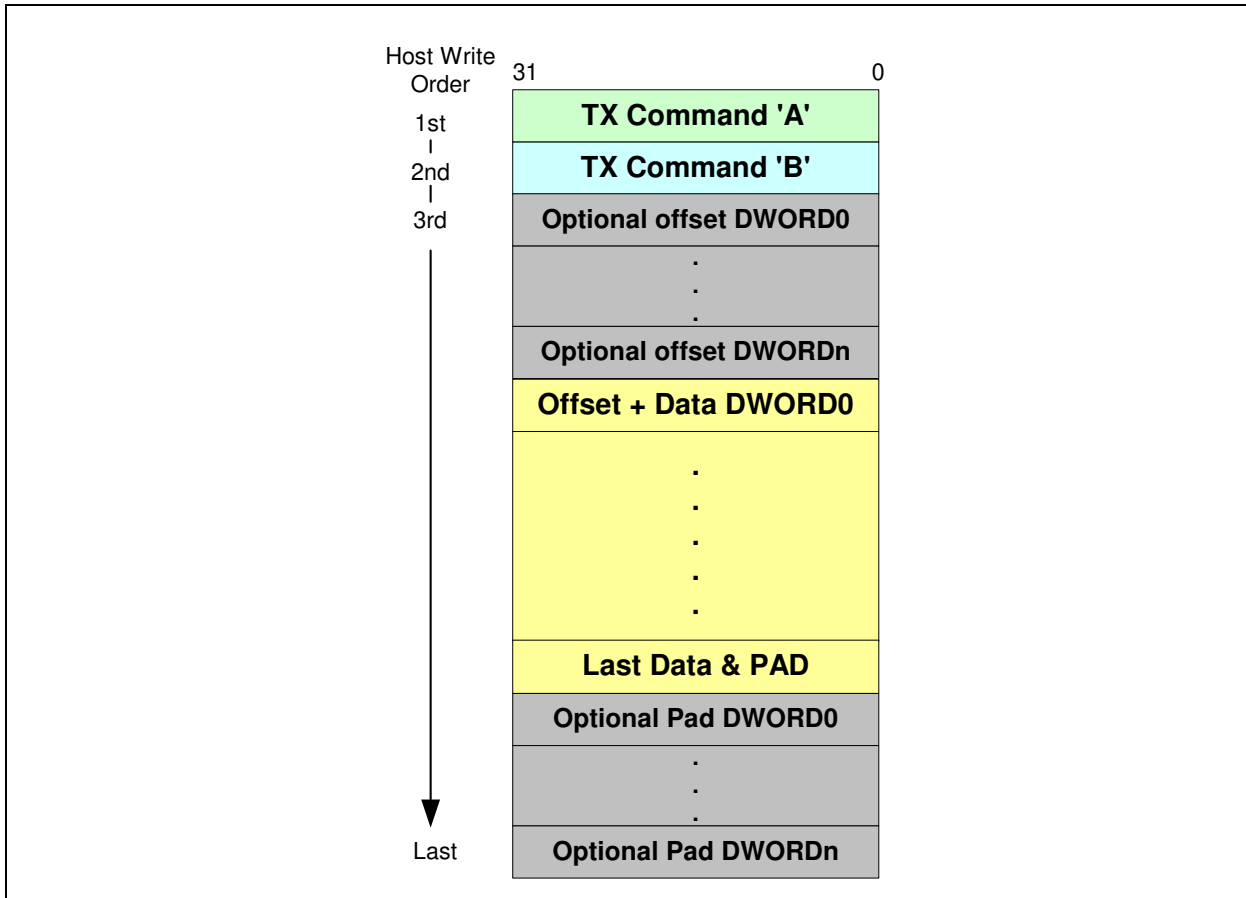 Host Write
Order
31
0
1st
TX Command 'A'
2nd
TX Command 'B'
3rd
Optional offset DWORD0
.
.
.
Optional offset DWORDn
Offset + Data DWORD0
.
.
.
.
.
Last Data & PAD
Optional Pad DWORD0
.
.
.
Last
Optional Pad DWORDn